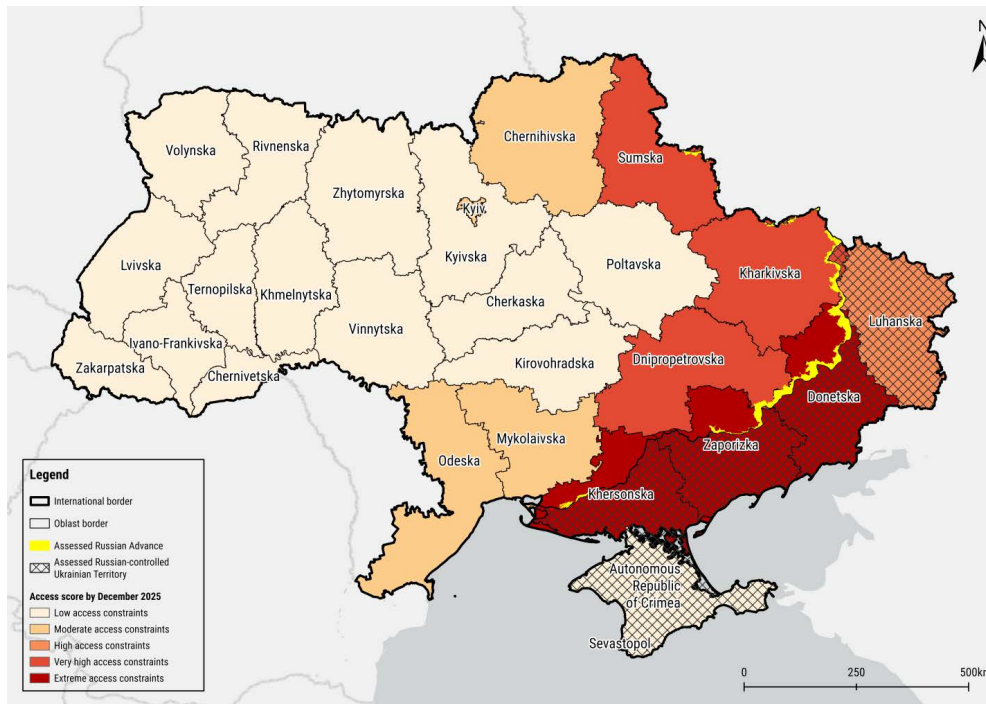 N
Chernihivska
Volynska
Rivnenska
Sumska
Zhytomyrska
Kyiv
Kyivska
Lvivska
Ternopilska
Khmelnytska
Poltavska
Kharkivska
Cherkaska
Luhanska
Vinnytska
Ivano-Frankivska
Zakarpatska
Chernivetska
Kirovohradska
Dnipropetrovska
Donetska
Mykolaivska
Zaporizka
Odeska
Khersonska
Autonomous
Republic
of Crimea
Sevastopol
Legend
International border
Oblast border
Assessed Russian Advance
Assessed Russian-controlled
Ukrainian Territory
Access score by December 2025
Low access constraints
Moderate access constraints
High access constraints
Very high access constraints
Extreme access constraints
0 250 500km